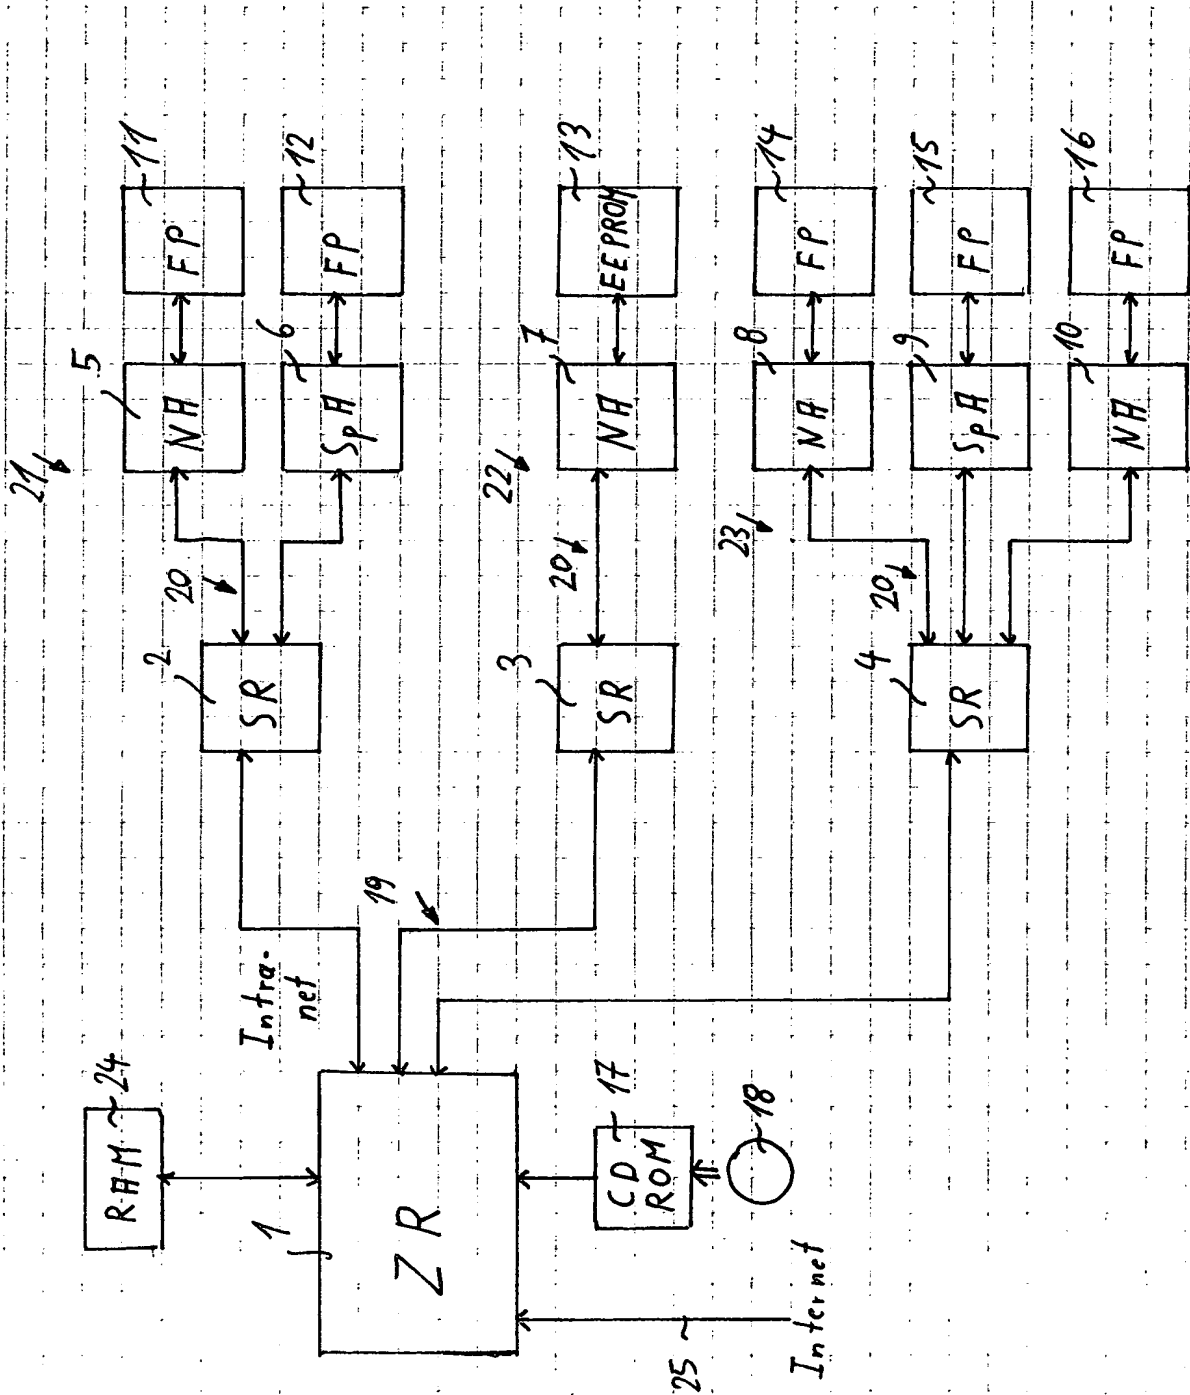 21
5
NA
11
FP
6
SpA
12
FP
20
2
SR
22
7
NA
13
EEPROM
20
3
SR
23
8
NA
14
FP
9
SpA
15
FP
10
NA
16
FP
20
4
SR
19
Intra-
net
RAM
24
1
ZR
CD
ROM
17
18
25
Internet